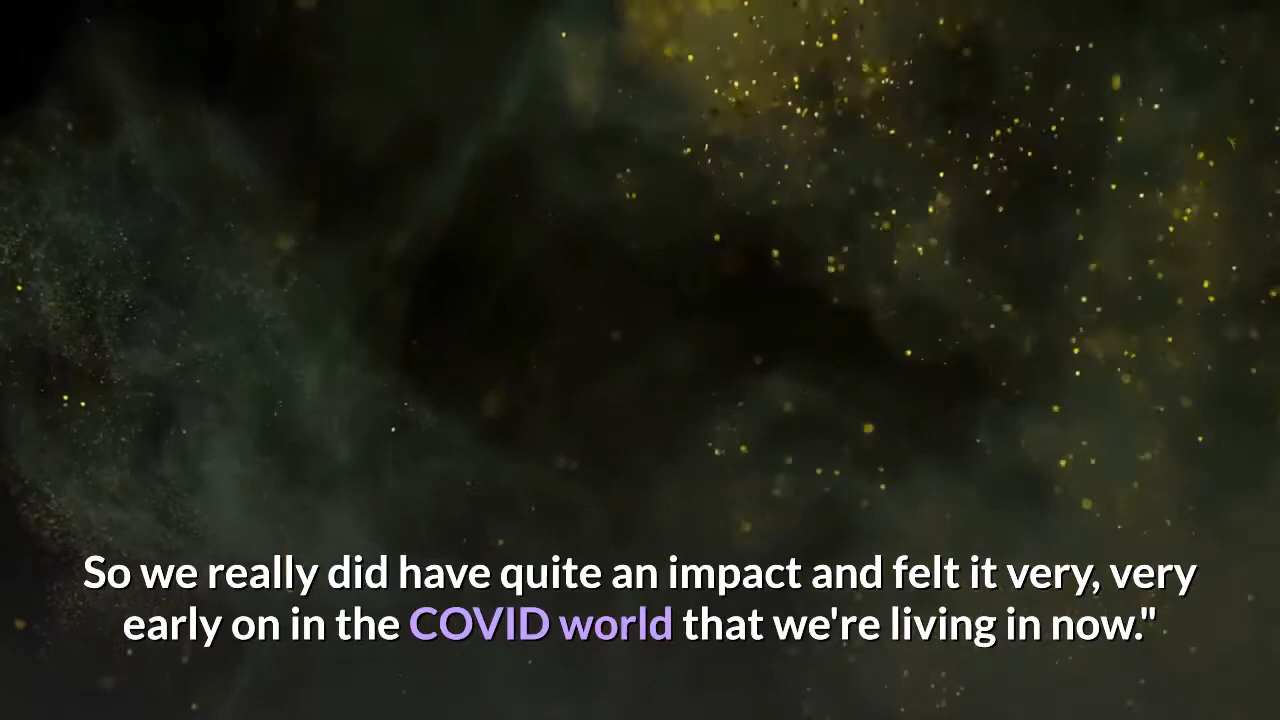 So we really did have quite an impact and felt it very, very
early on in the COVID world that we're living in now."